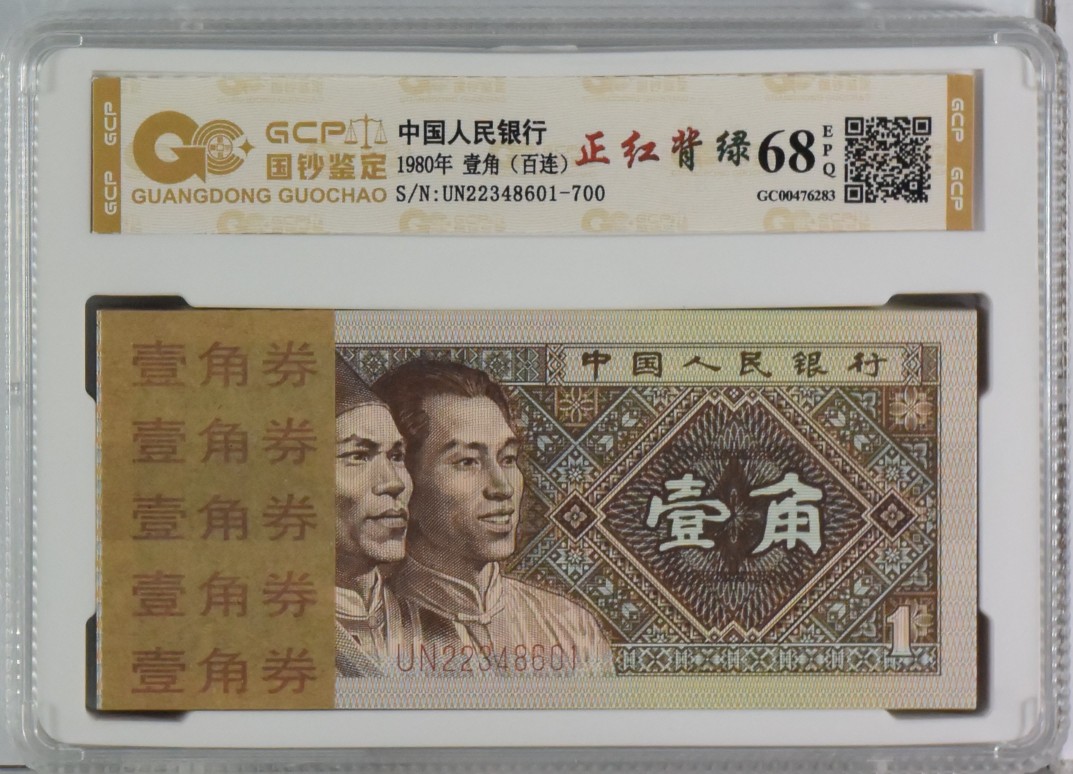 GCP GCP
GCP
国钞鉴定
GUANGDONG GUOCHAO
中国人民银行
1980年 壹角（百连）
S/N:UN22348601-700
正红背绿
68
EPQ
GC00476283
GCP GCP
壹角券
壹角券
壹角券
壹角券
壹角券
中国人民银行
壹角
1
UN22348601